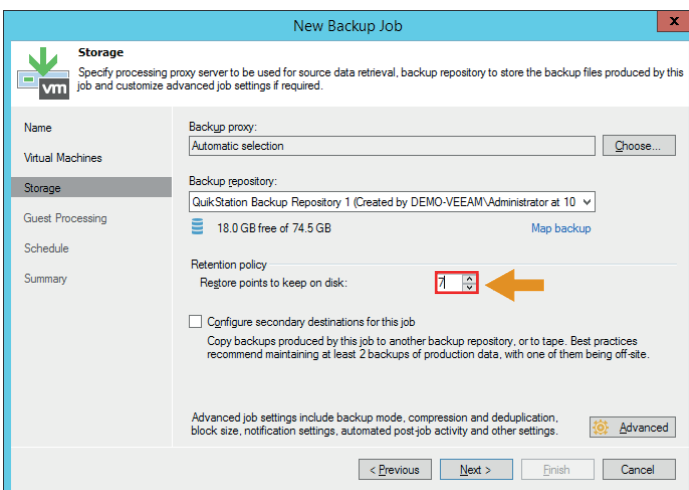 New Backup Job
x
Storage
Specify processing proxy server to be used for source data retrieval, backup repository to store the backup files produced by this
job and customize advanced job settings if required.
vm
Name
Virtual Machines
Storage
Guest Processing
Schedule
Summary
Backup proxy:
Automatic selection
Choose...
Backup repository:
QuikStation Backup Repository 1 (Created by DEMO-VEEAM\Administrator at 10
18.0 GB free of 74.5 GB
Map backup
Retention policy
Restore points to keep on disk:
7
Configure secondary destinations for this job
Copy backups produced by this job to another backup repository, or to tape. Best practices
recommend maintaining at least 2 backups of production data, with one of them being off-site.
Advanced job settings include backup mode, compression and deduplication,
block size, notification settings, automated post-job activity and other settings.
Advanced
< Previous
Next >
Finish
Cancel